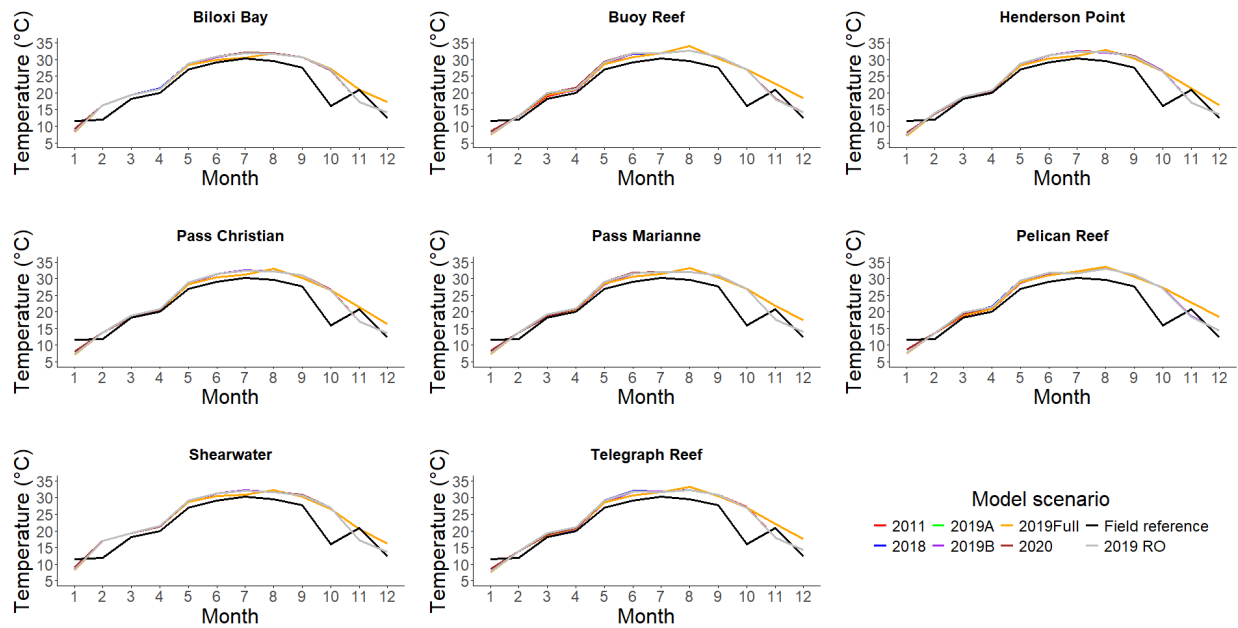 Biloxi Bay
Temperature (°C)
35
30
25
20
15
10
5
1 2 3 4 5 6 7 8 9 10 11 12
Month
Buoy Reef
Temperature (°C)
35
30
25
20
15
10
5
1 2 3 4 5 6 7 8 9 10 11 12
Month
Henderson Point
Temperature (°C)
35
30
25
20
15
10
5
1 2 3 4 5 6 7 8 9 10 11 12
Month
Pass Christian
Temperature (°C)
35
30
25
20
15
10
5
1 2 3 4 5 6 7 8 9 10 11 12
Month
Pass Marianne
Temperature (°C)
35
30
25
20
15
10
5
1 2 3 4 5 6 7 8 9 10 11 12
Month
Pelican Reef
Temperature (°C)
35
30
25
20
15
10
5
1 2 3 4 5 6 7 8 9 10 11 12
Month
Shearwater
Temperature (°C)
35
30
25
20
15
10
5
1 2 3 4 5 6 7 8 9 10 11 12
Month
Telegraph Reef
Temperature (°C)
35
30
25
20
15
10
5
1 2 3 4 5 6 7 8 9 10 11 12
Month
Model scenario
2011 2019A 2019Full Field reference
2018 2019B 2020 2019 RO